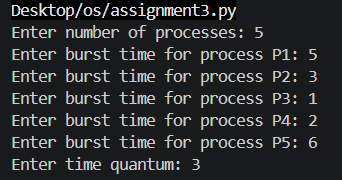 Desktop/os/assignment3.py
Enter number of processes: 5
Enter burst time for process P1: 5
Enter burst time for process P2: 3
Enter burst time for process P3: 1
Enter burst time for process P4: 2
Enter burst time for process P5: 6
Enter time quantum: 3